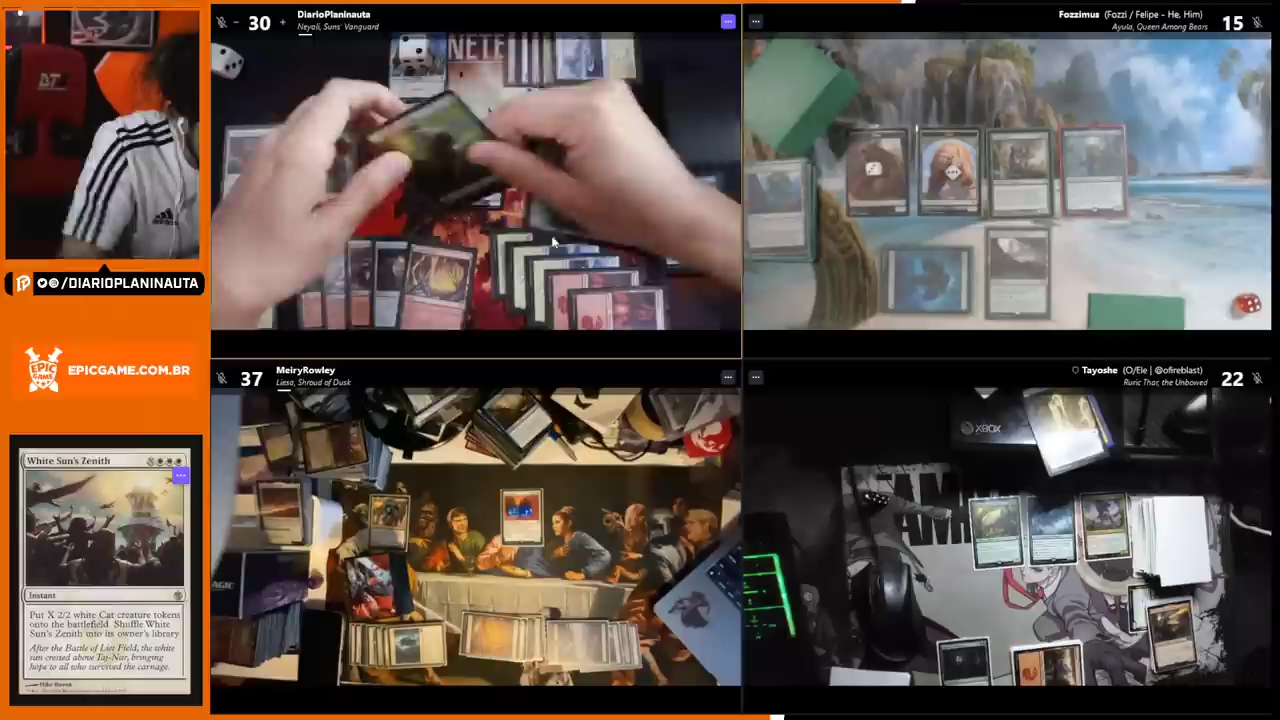 − 30 +
DiarioPlaninauta
Neyali, Suns' Vanguard
Fozzimus (Fozzi / Felipe - He, Him)
Ayula, Queen Among Bears
15
/DIARIOPLANINAUTA
EPIC GAME
EPICGAME.COM.BR
37
MeiryRowley
Liesa, Shroud of Dusk
Tayoshe (O/Ele | @ofireblast)
Ruric Thar, the Unbowed
22
XBOX
White Sun's Zenith
Instant
Put X 2/2 white Cat creature tokens
onto the battlefield. Shuffle White
Sun's Zenith into its owner's library
After the Battle of Liet Field, the white
sun crested above Taj-Nar, bringing
hope to all who survived the carnage.
Mike Bierek